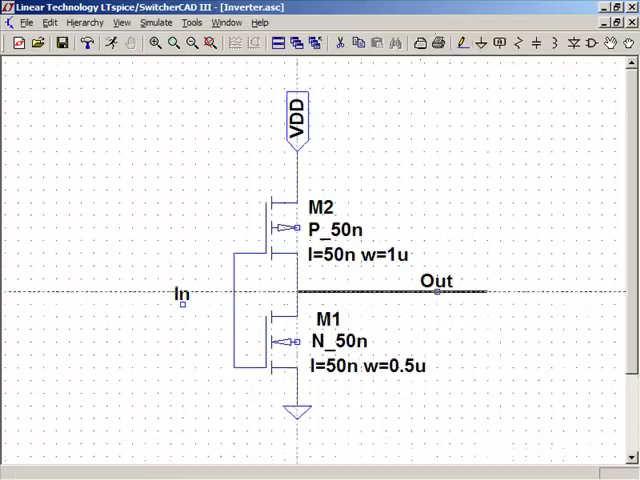 Linear Technology LTspice/SwitcherCAD III - [Inverter.asc]
File Edit Hierarchy View Simulate Tools Window Help
VDD
M2
P_50n
l=50n w=1u
Out
In
M1
N_50n
l=50n w=0.5u